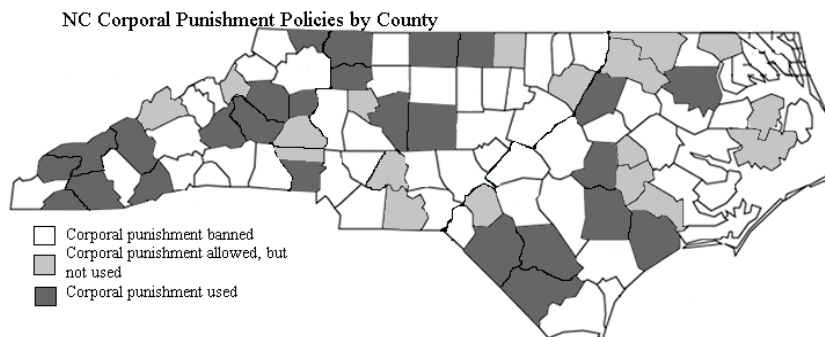 NC Corporal Punishment Policies by County
Corporal punishment banned
Corporal punishment allowed, but
not used
Corporal punishment used